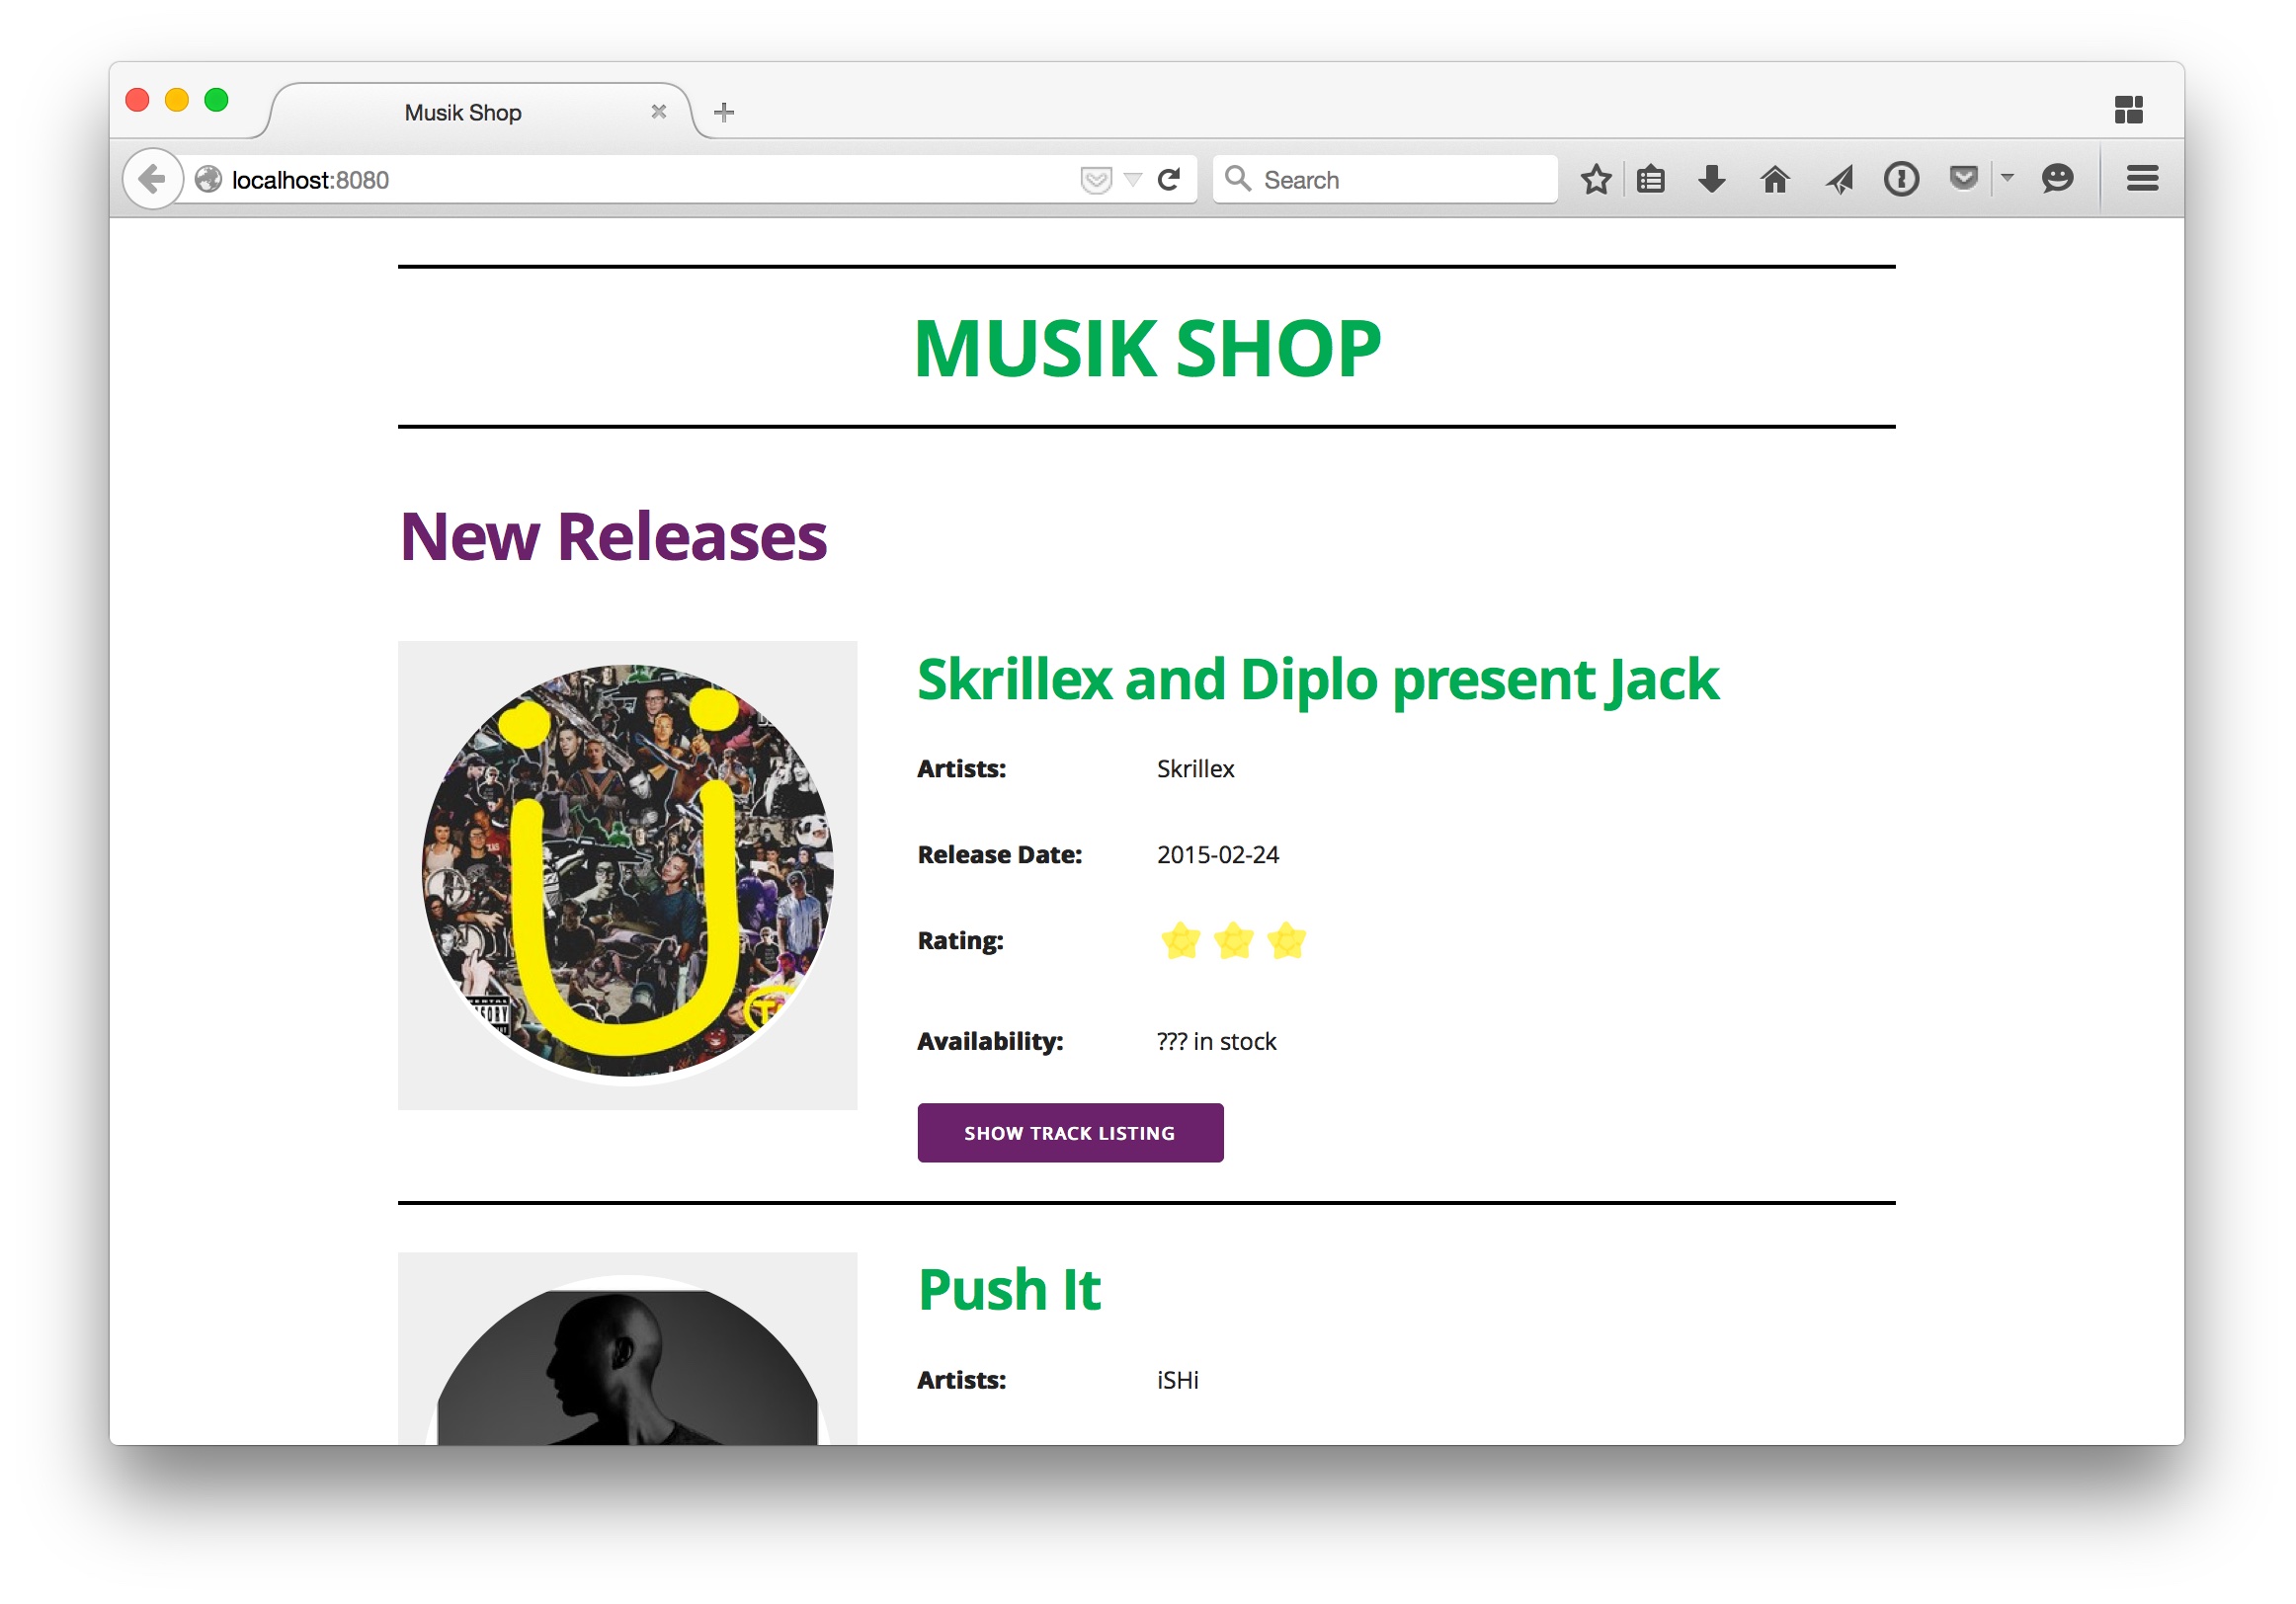 Musik Shop
localhost:8080
Search
MUSIK SHOP
New Releases
Skrillex and Diplo present Jack
Artists: Skrillex
Release Date: 2015-02-24
Rating:
Availability: ??? in stock
SHOW TRACK LISTING
Push It
Artists: iSHi